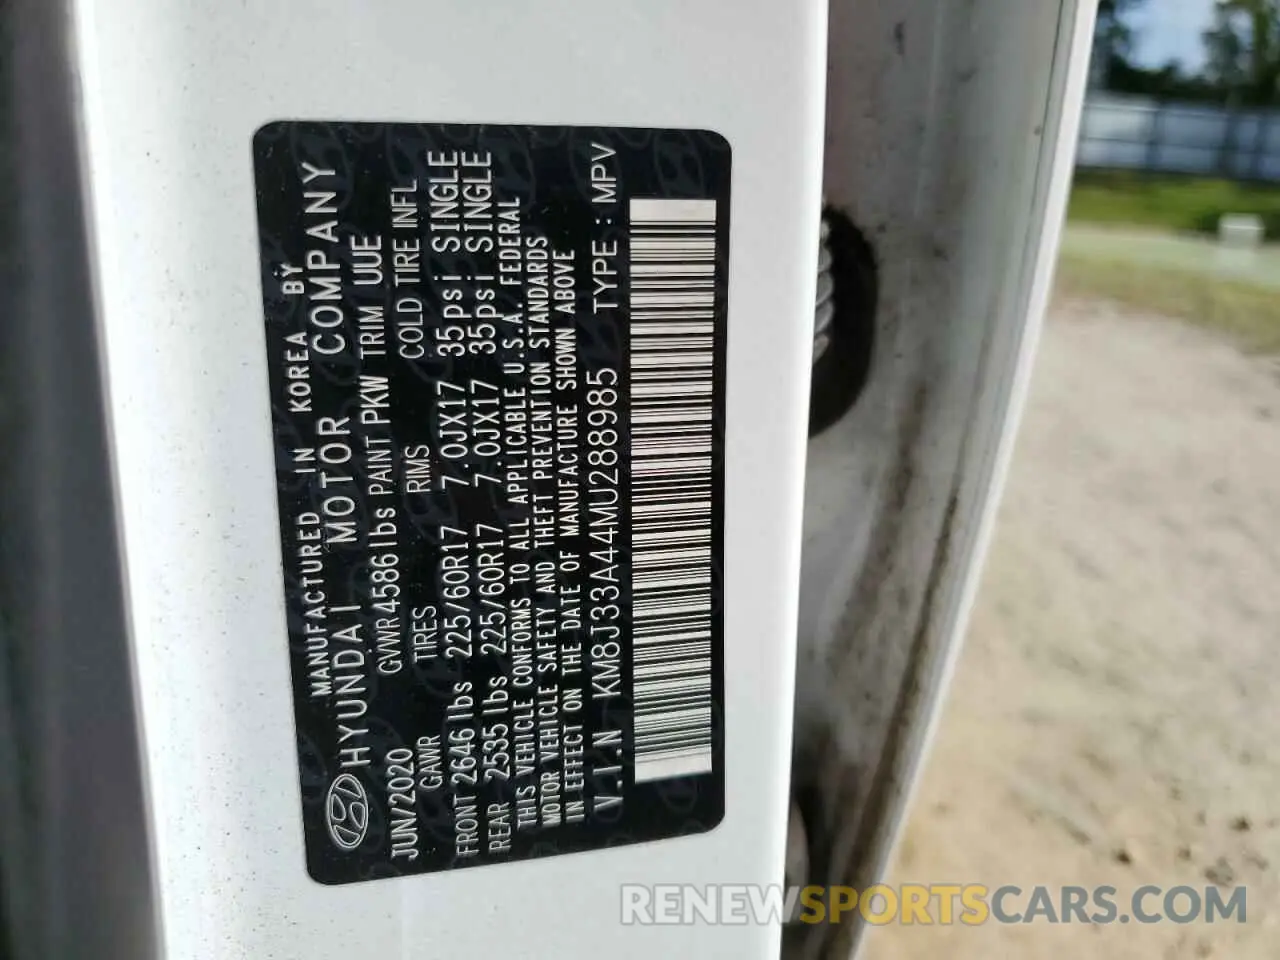 MANUFACTURED IN KOREA BY
HYUNDAI MOTOR COMPANY
JUN/2020 GVWR 4586 lbs PAINT PKW TRIM UUE
GAWR TIRES RIMS COLD TIRE INFL
FRONT 2646 lbs 225/60R17 7.0JX17 35psi SINGLE
REAR 2535 lbs 225/60R17 7.0JX17 35psi SINGLE
THIS VEHICLE CONFORMS TO ALL APPLICABLE U.S.A. FEDERAL
MOTOR VEHICLE SAFETY AND THEFT PREVENTION STANDARDS
IN EFFECT ON THE DATE OF MANUFACTURE SHOWN ABOVE
V.I.N KM8J33A44MU288985 TYPE : MPV
RENEWSPORTSCARS.COM